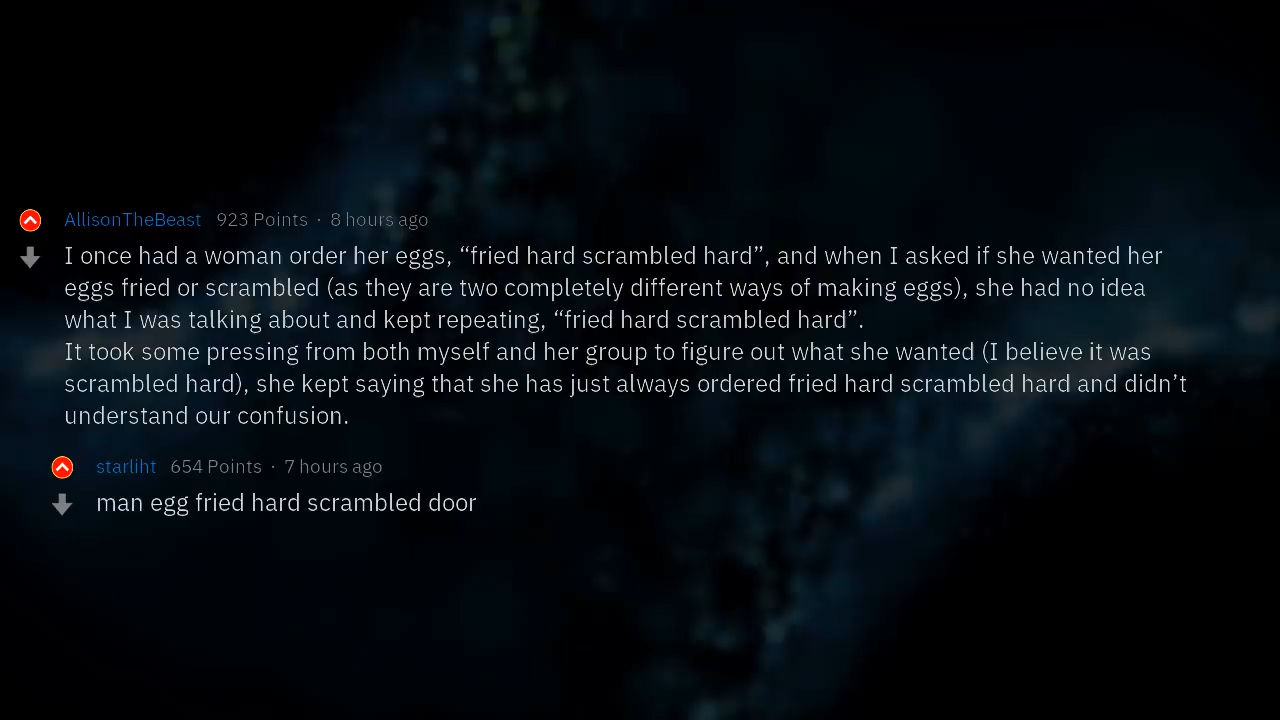 AllisonTheBeast 923 Points · 8 hours ago
I once had a woman order her eggs, “fried hard scrambled hard”, and when I asked if she wanted her
eggs fried or scrambled (as they are two completely different ways of making eggs), she had no idea
what I was talking about and kept repeating, “fried hard scrambled hard”.
It took some pressing from both myself and her group to figure out what she wanted (I believe it was
scrambled hard), she kept saying that she has just always ordered fried hard scrambled hard and didn’t
understand our confusion.
starliht 654 Points · 7 hours ago
man egg fried hard scrambled door